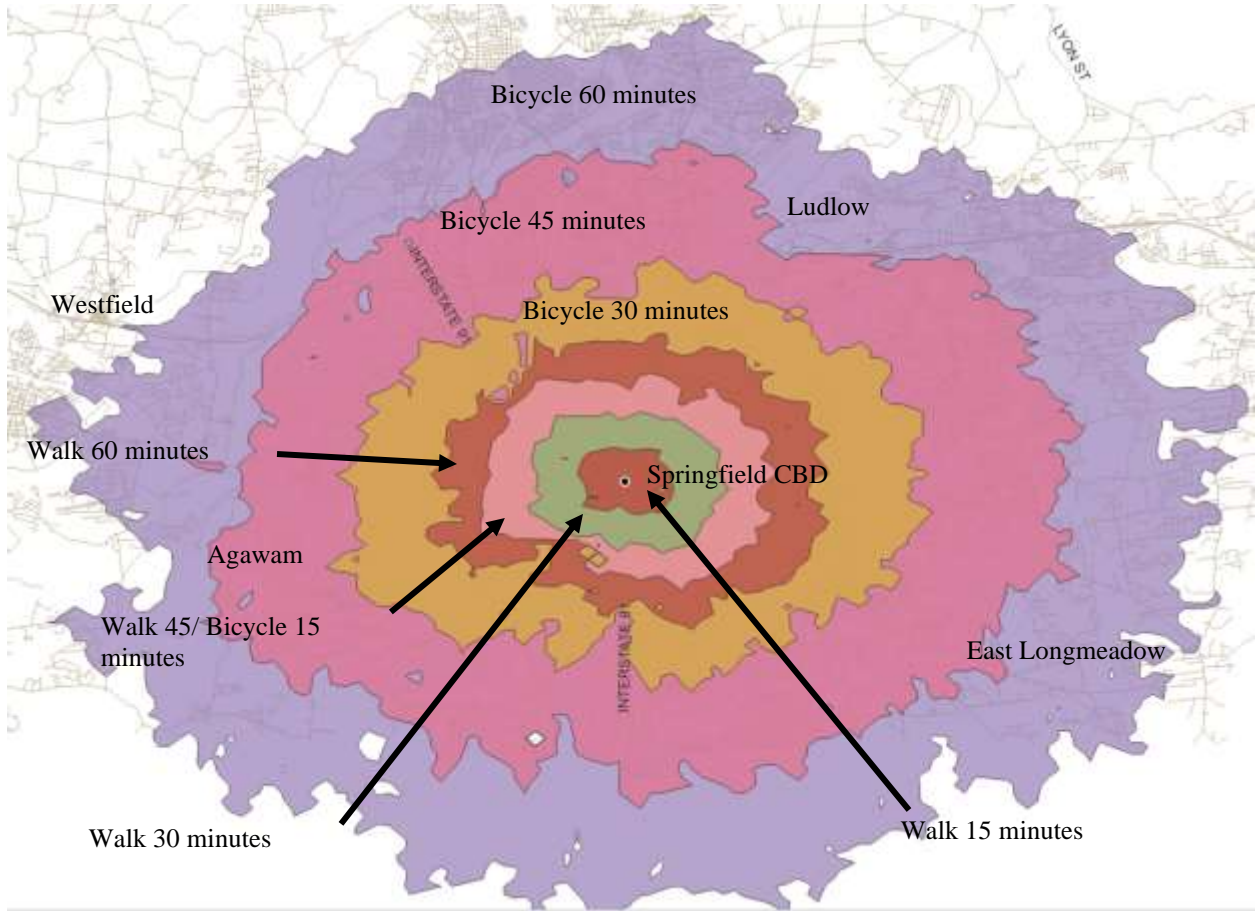 LYON ST
Bicycle 60 minutes
Ludlow
Bicycle 45 minutes
INTERSTATE 91
Westfield
Bicycle 30 minutes
Walk 60 minutes
Springfield CBD
Agawam
Walk 45/ Bicycle 15
minutes
INTERSTATE 91
East Longmeadow
Walk 30 minutes
Walk 15 minutes